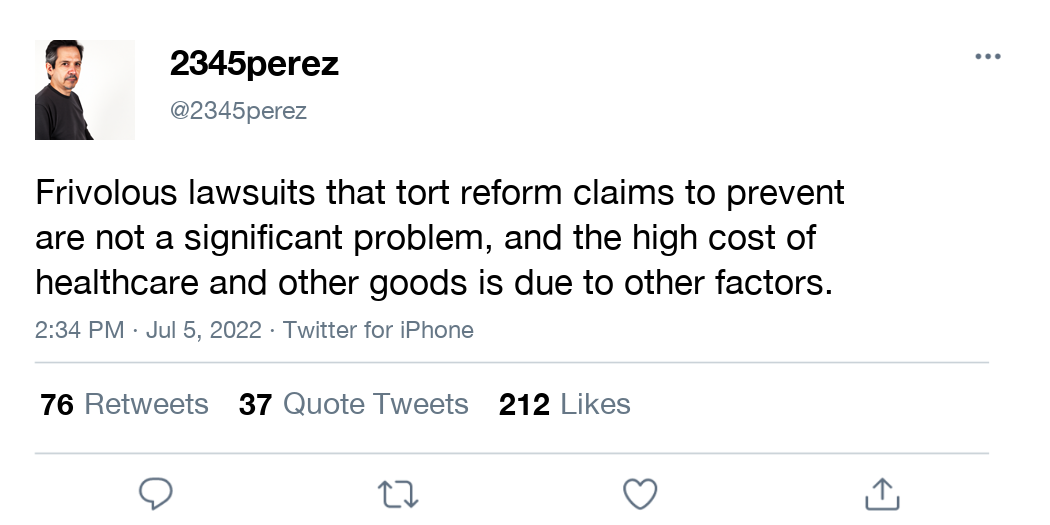 2345perez
@2345perez
Frivolous lawsuits that tort reform claims to prevent
are not a significant problem, and the high cost of
healthcare and other goods is due to other factors.
2:34 PM · Jul 5, 2022 · Twitter for iPhone
76 Retweets 37 Quote Tweets 212 Likes